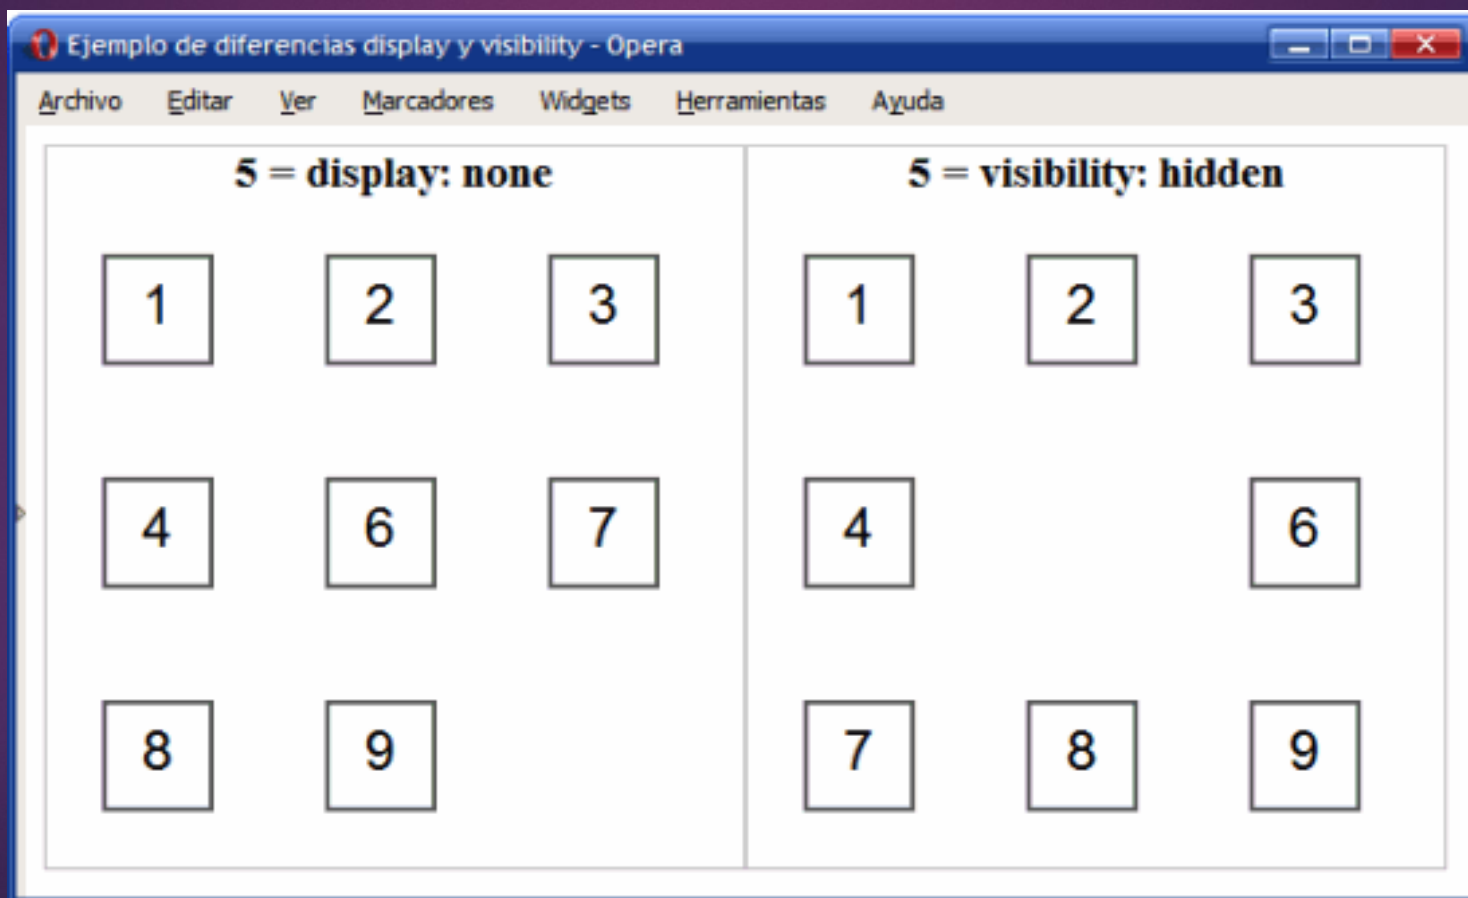 Ejemplo de diferencias display y visibility - Opera
Archivo Editar Ver Marcadores Widgets Herramientas Ayuda
5 = display: none
1 2 3
4 6 7
8 9
5 = visibility: hidden
1 2 3
4 6
7 8 9